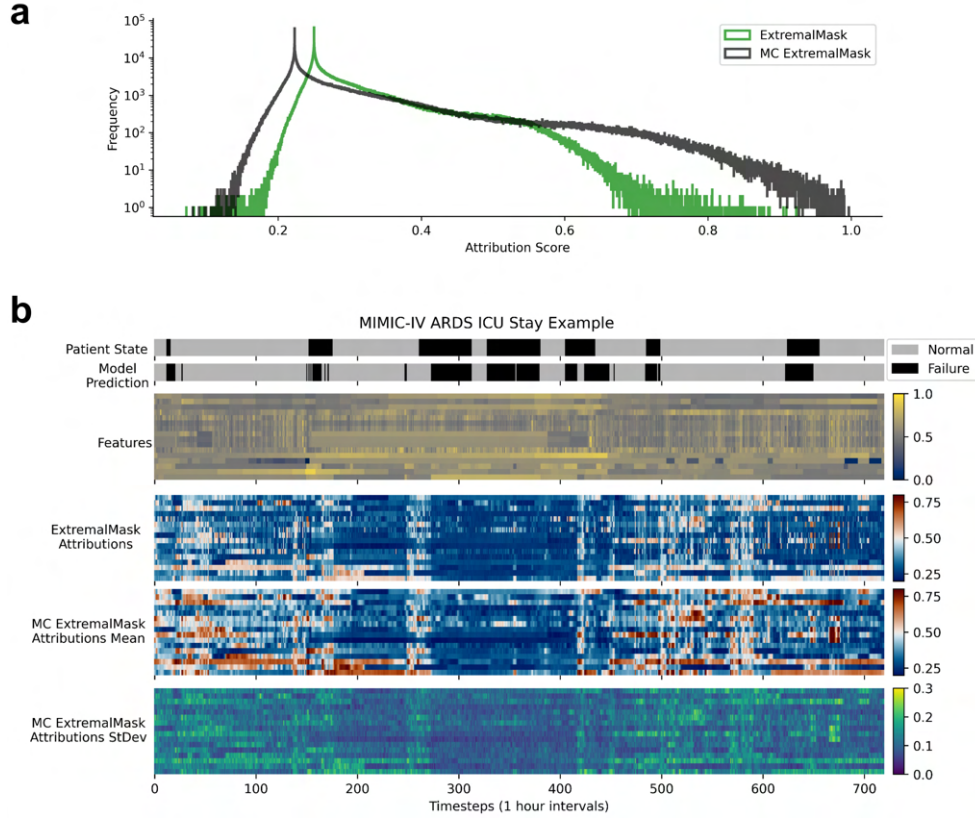 a
10^5
10^4
10^3
10^2
10^1
10^0
Frequency
ExtremalMask
MC ExtremalMask
0.2
0.4
0.6
0.8
1.0
Attribution Score
b
MIMIC-IV ARDS ICU Stay Example
Patient State
Model
Prediction
Normal
Failure
Features
1.0
0.5
0.0
ExtremalMask
Attributions
0.75
0.50
0.25
MC ExtremalMask
Attributions Mean
0.75
0.50
0.25
MC ExtremalMask
Attributions StDev
0.3
0.2
0.1
0.0
0
100
200
300
400
500
600
700
Timesteps (1 hour intervals)